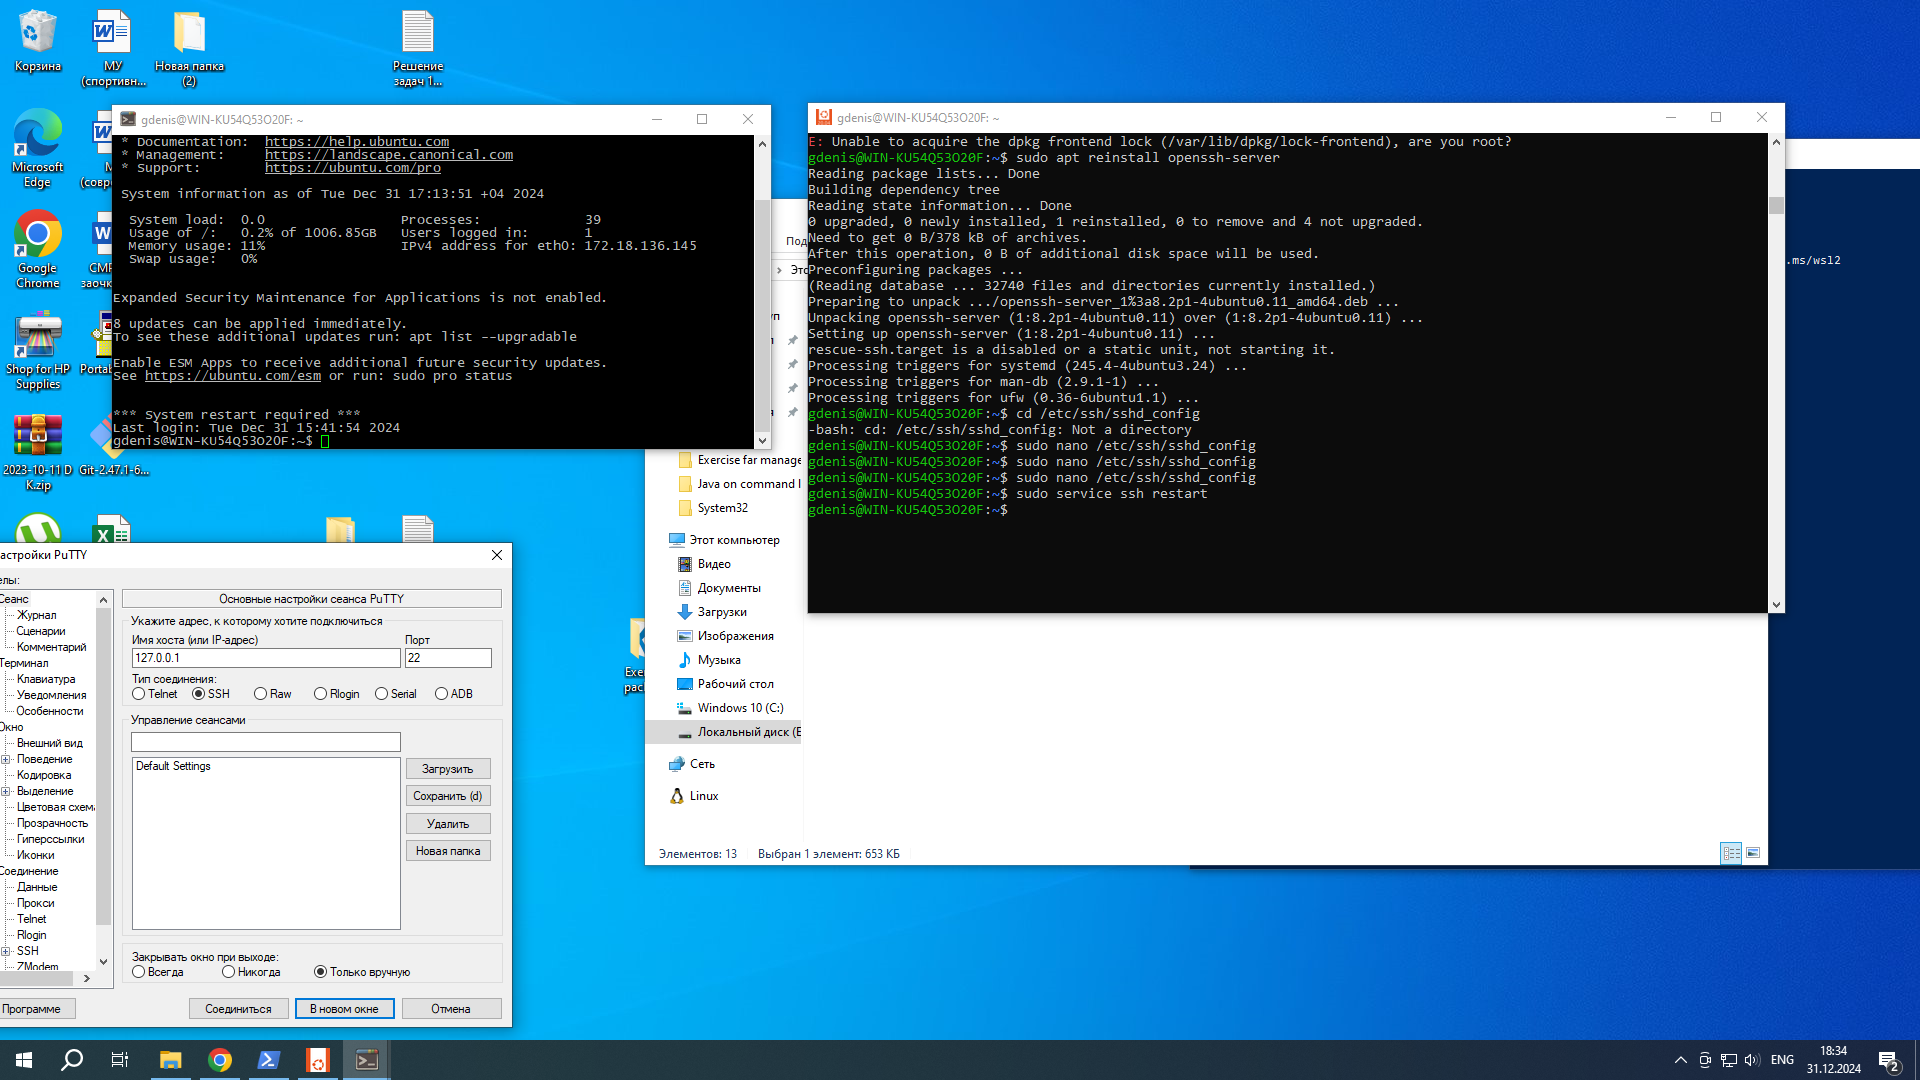 Корзина
МУ
(спортивн...
Новая папка
(2)
Решение
задач 1...
Microsoft
Edge
(совр
Google
Chrome
СМР
заочк
Shop for HP
Supplies
Portab
2023-10-11 D
K.zip
Git-2.47.1-6...
gdenis@WIN-KU54Q53O20F: ~
* Documentation:  https://help.ubuntu.com
* Management:     https://landscape.canonical.com
* Support:        https://ubuntu.com/pro
System information as of Tue Dec 31 17:13:51 +04 2024
System load:  0.0                 Processes:             39
Usage of /:   0.2% of 1006.85GB   Users logged in:       1
Memory usage: 11%                 IPv4 address for eth0: 172.18.136.145
Swap usage:   0%
Expanded Security Maintenance for Applications is not enabled.
8 updates can be applied immediately.
To see these additional updates run: apt list --upgradable
Enable ESM Apps to receive additional future security updates.
See https://ubuntu.com/esm or run: sudo pro status
*** System restart required ***
Last login: Tue Dec 31 15:41:54 2024
gdenis@WIN-KU54Q53O20F:~$
gdenis@WIN-KU54Q53O20F: ~
E: Unable to acquire the dpkg frontend lock (/var/lib/dpkg/lock-frontend), are you root?
gdenis@WIN-KU54Q53O20F:~$ sudo apt reinstall openssh-server
Reading package lists... Done
Building dependency tree
Reading state information... Done
0 upgraded, 0 newly installed, 1 reinstalled, 0 to remove and 4 not upgraded.
Need to get 0 B/378 kB of archives.
After this operation, 0 B of additional disk space will be used.
Preconfiguring packages ...
(Reading database ... 32740 files and directories currently installed.)
Preparing to unpack .../openssh-server_1%3a8.2p1-4ubuntu0.11_amd64.deb ...
Unpacking openssh-server (1:8.2p1-4ubuntu0.11) over (1:8.2p1-4ubuntu0.11) ...
Setting up openssh-server (1:8.2p1-4ubuntu0.11) ...
rescue-ssh.target is a disabled or a static unit, not starting it.
Processing triggers for systemd (245.4-4ubuntu3.24) ...
Processing triggers for man-db (2.9.1-1) ...
Processing triggers for ufw (0.36-6ubuntu1.1) ...
gdenis@WIN-KU54Q53O20F:~$ cd /etc/ssh/sshd_config
-bash: cd: /etc/ssh/sshd_config: Not a directory
gdenis@WIN-KU54Q53O20F:~$ sudo nano /etc/ssh/sshd_config
gdenis@WIN-KU54Q53O20F:~$ sudo nano /etc/ssh/sshd_config
gdenis@WIN-KU54Q53O20F:~$ sudo nano /etc/ssh/sshd_config
gdenis@WIN-KU54Q53O20F:~$ sudo service ssh restart
gdenis@WIN-KU54Q53O20F:~$
.ms/wsl2
Под
Это
Exercise far manage
Java on command l
System32
Этот компьютер
Видео
Документы
Загрузки
Изображения
Музыка
Рабочий стол
Windows 10 (C:)
Локальный диск (E
Сеть
Linux
Элементов: 13
Выбран 1 элемент: 653 КБ
Exe
pac
астройки PuTTY
елы:
Сеанс
Журнал
Сценарии
Комментарий
Терминал
Клавиатура
Уведомления
Особенности
Окно
Внешний вид
Поведение
Кодировка
Выделение
Цветовая схема
Прозрачность
Гиперссылки
Иконки
Соединение
Данные
Прокси
Telnet
Rlogin
SSH
ZModem
Основные настройки сеанса PuTTY
Укажите адрес, к которому хотите подключиться
Имя хоста (или IP-адрес)
Порт
127.0.0.1
22
Тип соединения:
Telnet SSH Raw Rlogin Serial ADB
Управление сеансами
Default Settings
Загрузить
Сохранить (d)
Удалить
Новая папка
Закрывать окно при выходе:
Всегда Никогда Только вручную
Программе
Соединиться
В новом окне
Отмена
ENG
18:34
31.12.2024
2